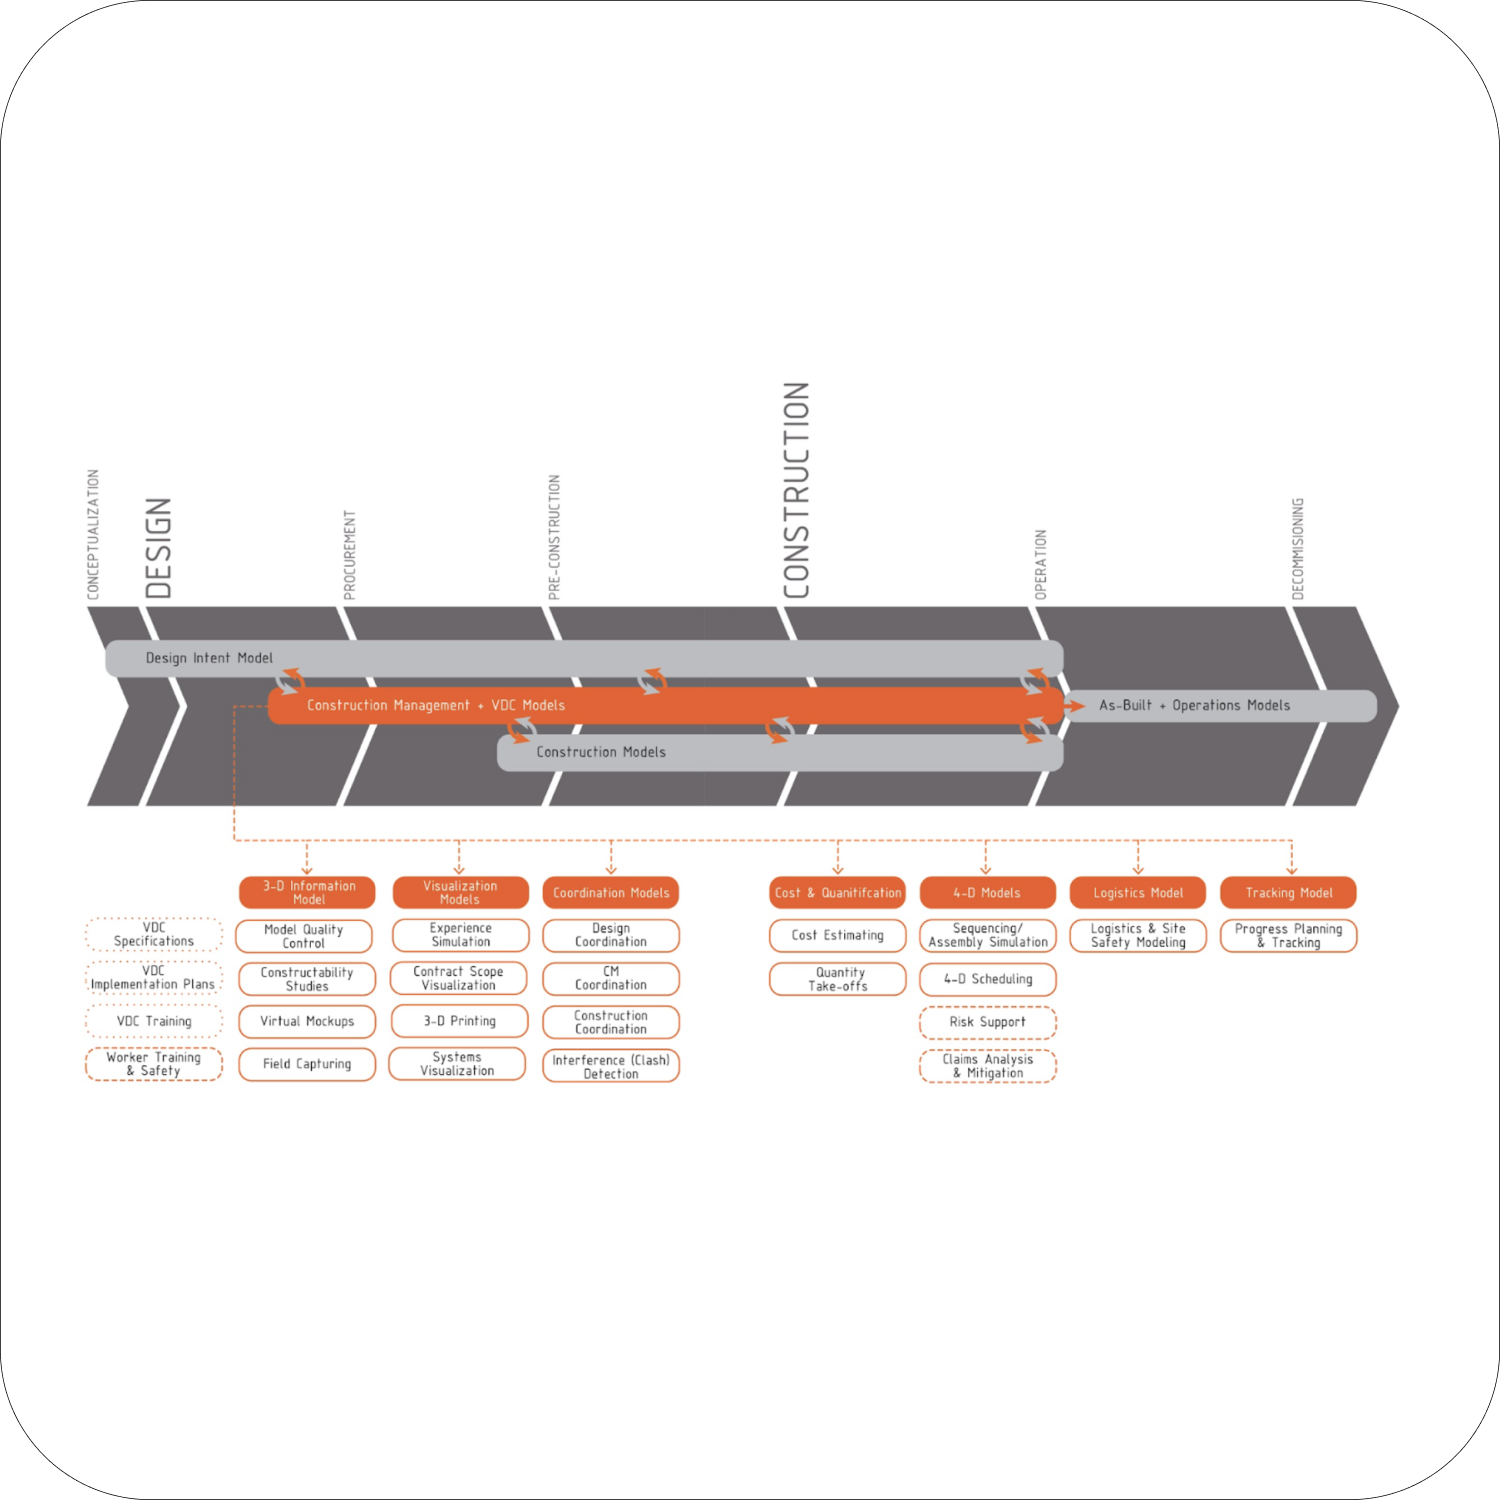 CONCEPTUALIZATION
DESIGN
PROCUREMENT
PRE-CONSTRUCTION
CONSTRUCTION
OPERATION
DECOMMISIONING
Design Intent Model
Construction Management + VDC Models
As-Built + Operations Models
Construction Models
3-D Information
Model
Visualization
Models
Coordination Models
Cost & Quanitifcation
4-D Models
Logistics Model
Tracking Model
VDC
Specifications
VDC
Implementation Plans
VDC Training
Worker Training
& Safety
Model Quality
Control
Constructability
Studies
Virtual Mockups
Field Capturing
Experience
Simulation
Contract Scope
Visualization
3-D Printing
Systems
Visualization
Design
Coordination
CM
Coordination
Construction
Coordination
Interference (Clash)
Detection
Cost Estimating
Quantity
Take-offs
Sequencing/
Assembly Simulation
4-D Scheduling
Risk Support
Claims Analysis
& Mitigation
Logistics & Site
Safety Modeling
Progress Planning
& Tracking